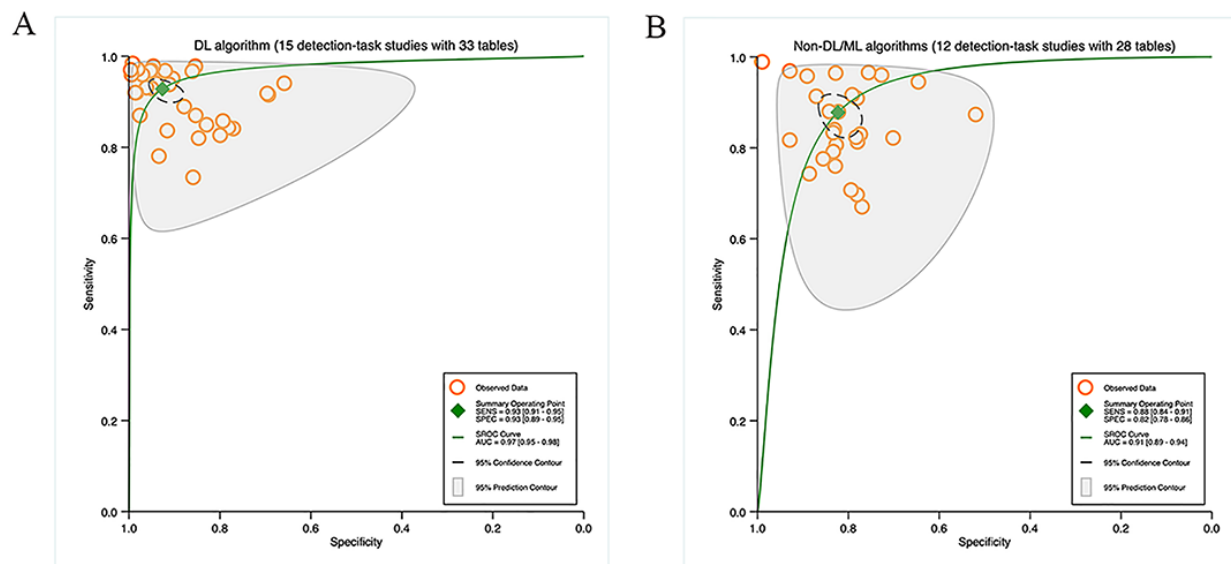 A
DL algorithm (15 detection-task studies with 33 tables)
1.0
0.8
0.6
0.4
0.2
0.0
Sensitivity
1.0
0.8
0.6
0.4
0.2
0.0
Specificity
Observed Data
Summary Operating Point
SENS = 0.93 [0.91 - 0.95]
SPEC = 0.93 [0.89 - 0.95]
SROC Curve
AUC = 0.97 [0.95 - 0.98]
95% Confidence Contour
95% Prediction Contour
B
Non-DL/ML algorithms (12 detection-task studies with 28 tables)
1.0
0.8
0.6
0.4
0.2
0.0
Sensitivity
1.0
0.8
0.6
0.4
0.2
0.0
Specificity
Observed Data
Summary Operating Point
SENS = 0.88 [0.84 - 0.91]
SPEC = 0.82 [0.78 - 0.86]
SROC Curve
AUC = 0.91 [0.89 - 0.94]
95% Confidence Contour
95% Prediction Contour